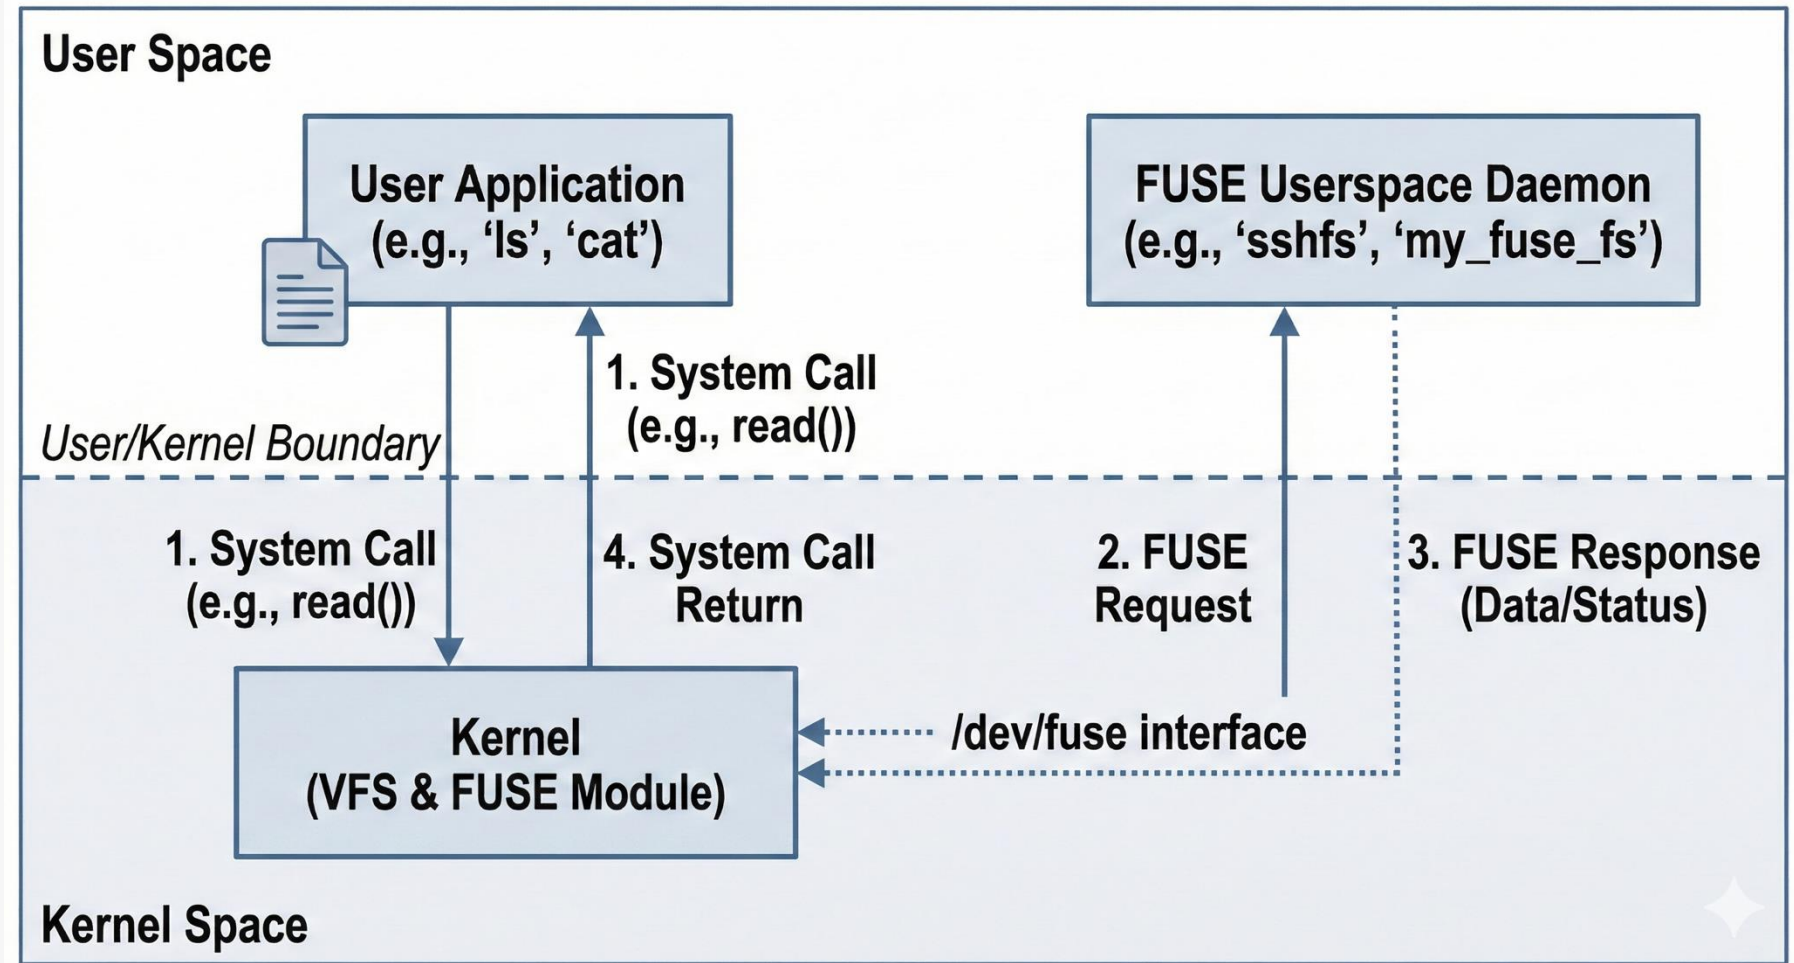 User Space
User Application
(e.g., ‘ls’, ‘cat’)
FUSE Userspace Daemon
(e.g., ‘sshfs’, ‘my_fuse_fs’)
1. System Call
(e.g., read())
User/Kernel Boundary
1. System Call
(e.g., read())
4. System Call
Return
2. FUSE
Request
3. FUSE Response
(Data/Status)
Kernel
(VFS & FUSE Module)
/dev/fuse interface
Kernel Space